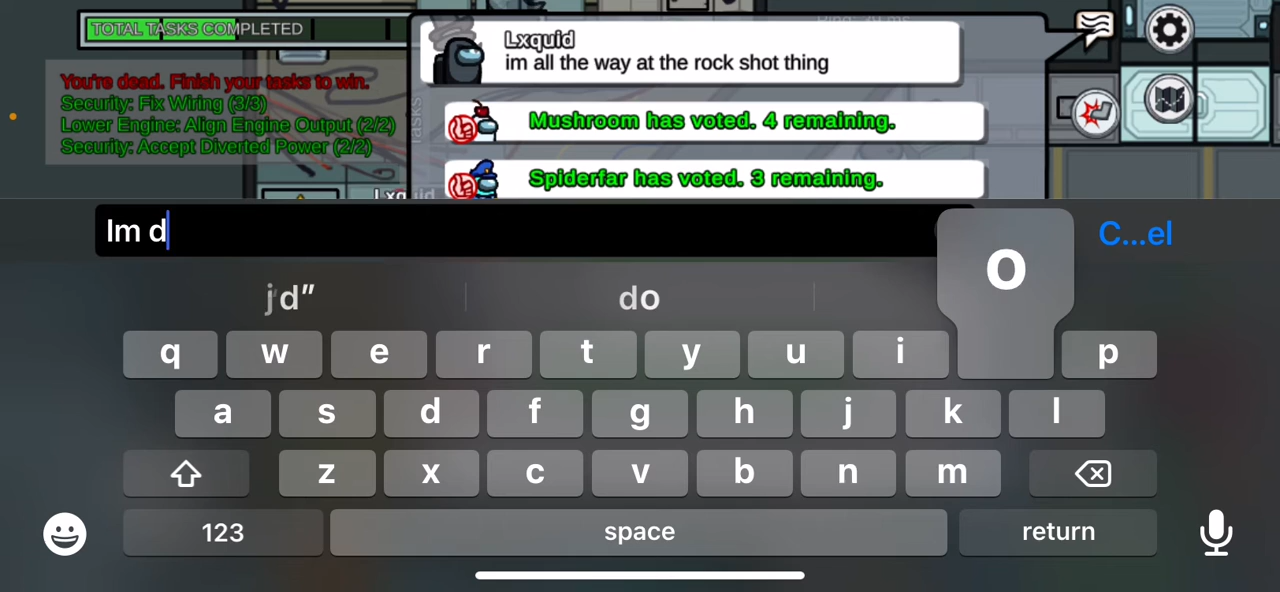 TOTAL TASKS COMPLETED
You're dead. Finish your tasks to win.
Security: Fix Wiring (3/3)
Lower Engine: Align Engine Output (2/2)
Security: Accept Diverted Power (2/2)
Lxquid
im all the way at the rock shot thing
Mushroom has voted. 4 remaining.
Spiderfar has voted. 3 remaining.
Im d
C...el
do
O
q w e r t y u i p
a s d f g h j k l
z x c v b n m
123 space return